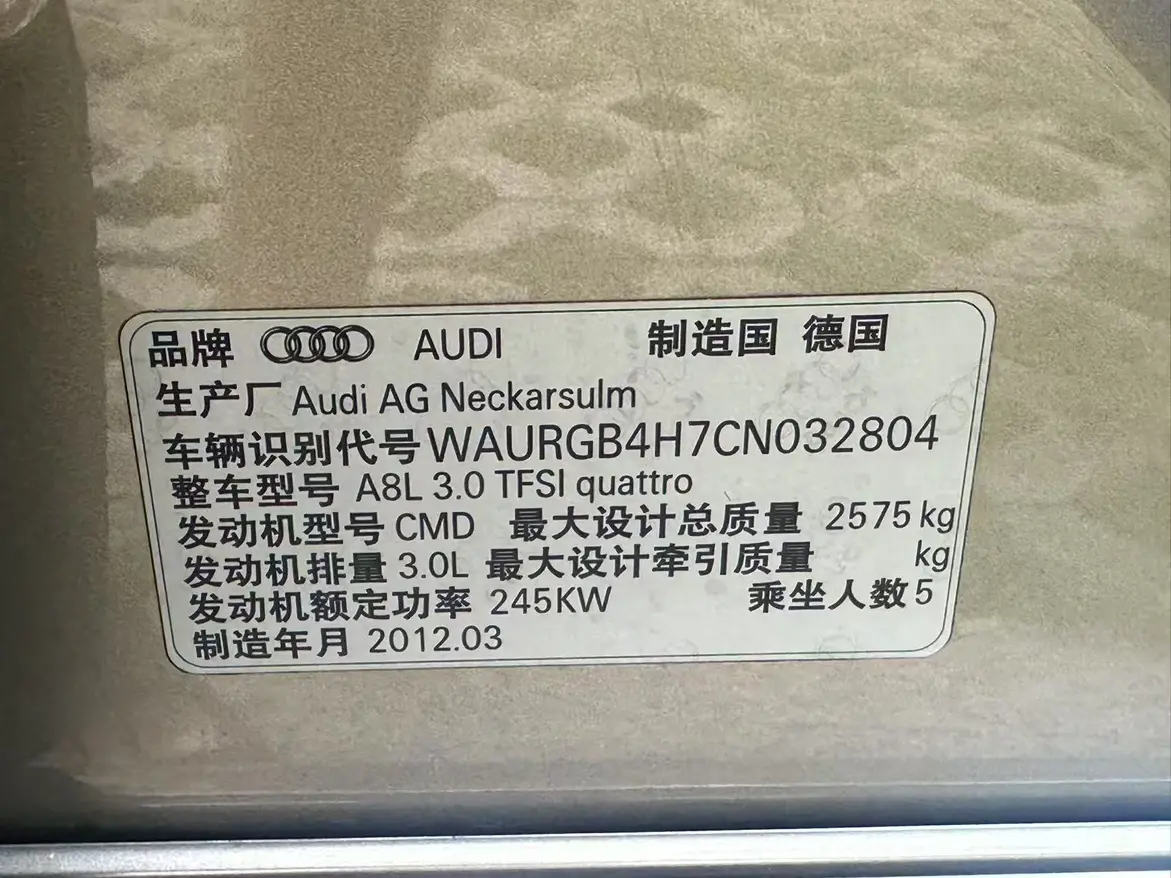 品牌 AUDI 制造国 德国
生产厂 Audi AG Neckarsulm
车辆识别代号 WAURGB4H7CN032804
整车型号 A8L 3.0 TFSI quattro
发动机型号 CMD 最大设计总质量 2575 kg
发动机排量 3.0L 最大设计牵引质量 kg
发动机额定功率 245KW 乘坐人数 5
制造年月 2012.03